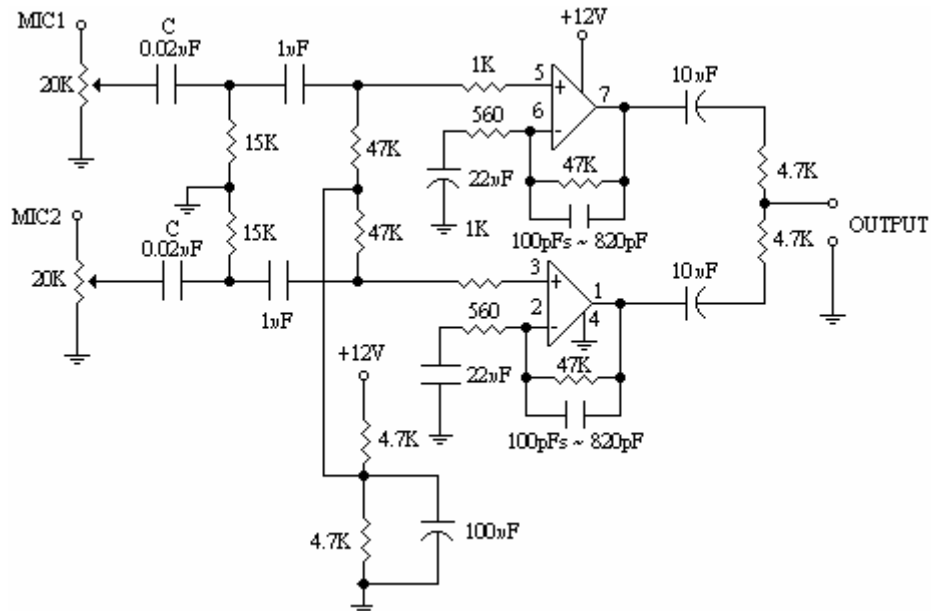 MIC1
C
0.02uF
1uF
+12V
20K
1K
5
10uF
7
560
6
15K
47K
22uF
47K
4.7K
MIC2
1K
100pFs ~ 820pF
OUTPUT
C
0.02uF
15K
47K
4.7K
20K
3
10uF
1
1uF
560
2
4
+12V
22uF
47K
100pFs ~ 820pF
4.7K
4.7K
100uF